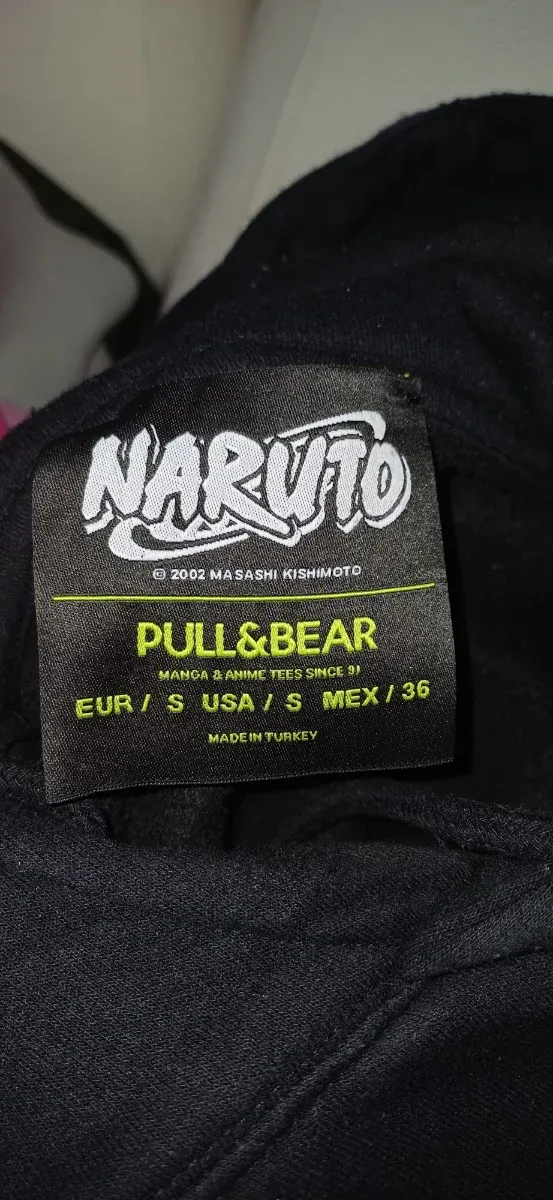 NARUTO
© 2002 MASASHI KISHIMOTO
PULL&BEAR
MANGA & ANIME TEES SINCE 91
EUR / S USA / S MEX / 36
MADE IN TURKEY